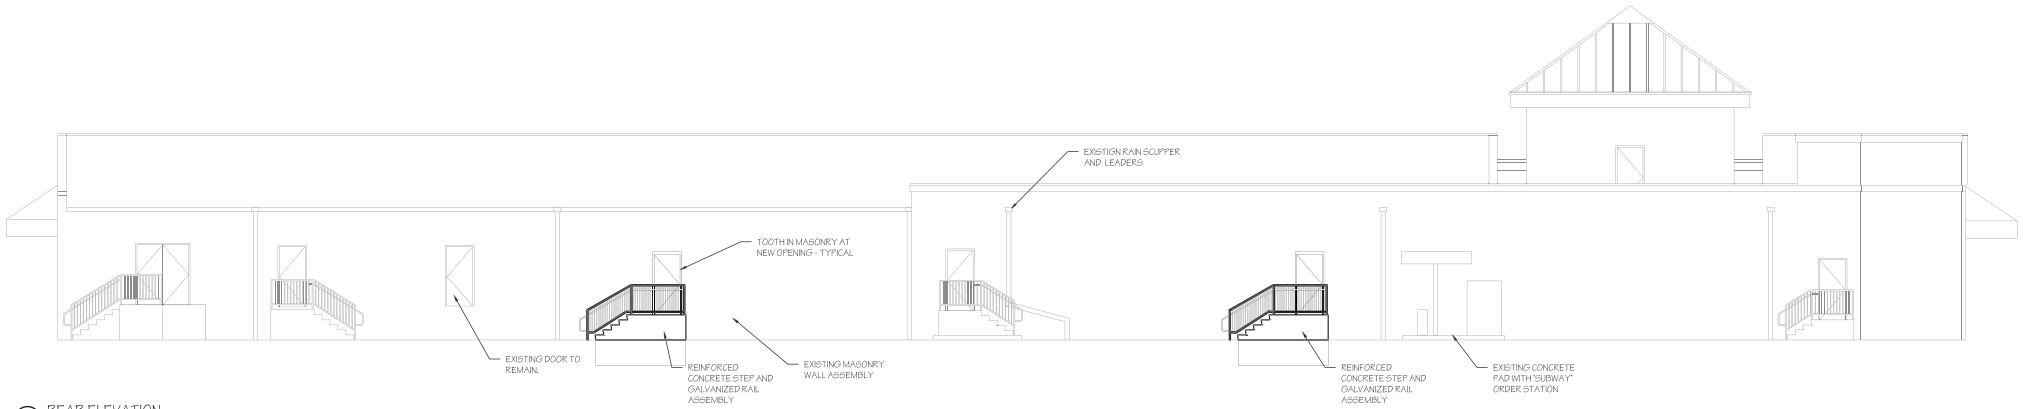 EXISTIGN RAIN SCUPPER
AND LEADERS
TOOTH IN MASONRY AT
NEW OPENING - TYPICAL
EXISTING DOOR TO
REMAIN.
REINFORCED
CONCRETE STEP AND
GALVANIZED RAIL
ASSEMBLY
EXISTING MASONRY
WALL ASSEMBLY
REINFORCED
CONCRETE STEP AND
GALVANIZED RAIL
ASSEMBLY
EXISTING CONCRETE
PAD WITH "SUBWAY"
ORDER STATION
REAR ELEVATION